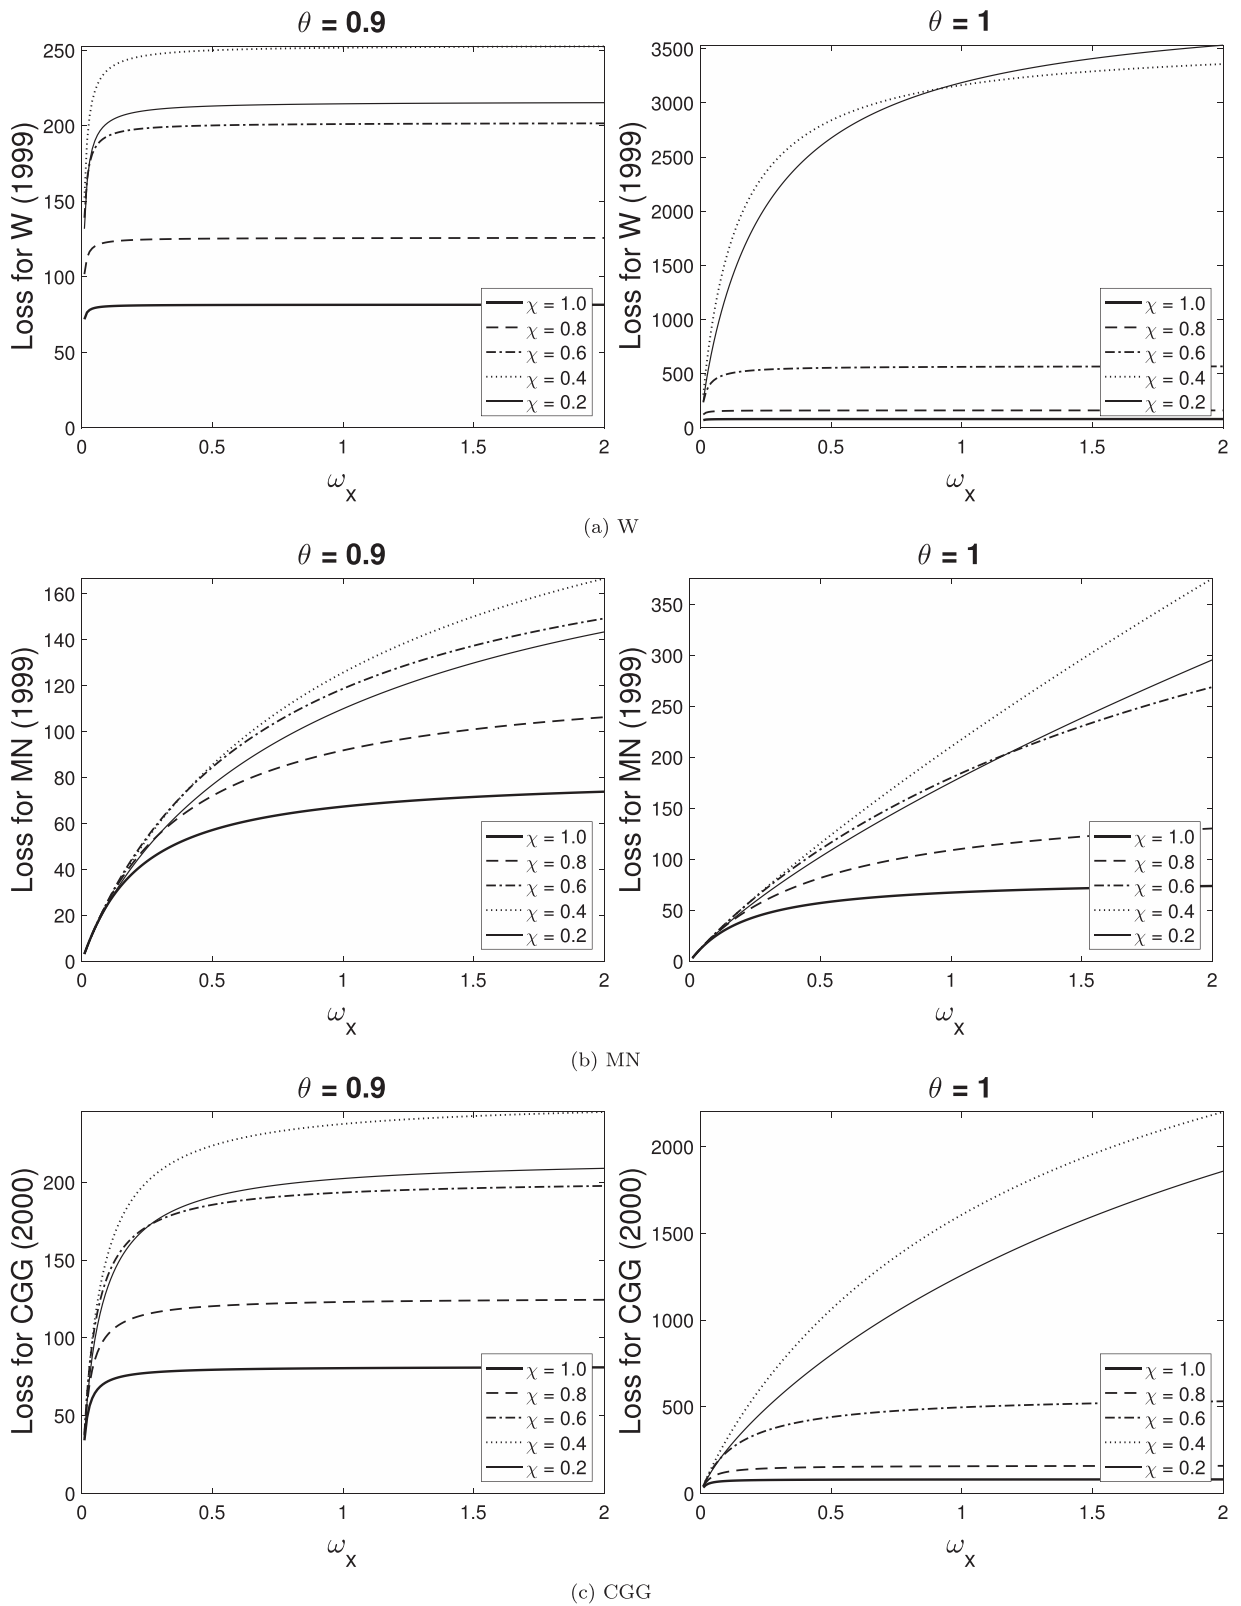 θ = 0.9
Loss for W (1999)
250
200
150
100
50
0
0 0.5 1 1.5 2
ω_x
χ = 1.0
χ = 0.8
χ = 0.6
χ = 0.4
χ = 0.2
θ = 1
Loss for W (1999)
3500
3000
2500
2000
1500
1000
500
0
0 0.5 1 1.5 2
ω_x
χ = 1.0
χ = 0.8
χ = 0.6
χ = 0.4
χ = 0.2
(a) W
θ = 0.9
Loss for MN (1999)
160
140
120
100
80
60
40
20
0
0 0.5 1 1.5 2
ω_x
χ = 1.0
χ = 0.8
χ = 0.6
χ = 0.4
χ = 0.2
θ = 1
Loss for MN (1999)
350
300
250
200
150
100
50
0
0 0.5 1 1.5 2
ω_x
χ = 1.0
χ = 0.8
χ = 0.6
χ = 0.4
χ = 0.2
(b) MN
θ = 0.9
Loss for CGG (2000)
200
150
100
50
0
0 0.5 1 1.5 2
ω_x
χ = 1.0
χ = 0.8
χ = 0.6
χ = 0.4
χ = 0.2
θ = 1
Loss for CGG (2000)
2000
1500
1000
500
0
0 0.5 1 1.5 2
ω_x
χ = 1.0
χ = 0.8
χ = 0.6
χ = 0.4
χ = 0.2
(c) CGG